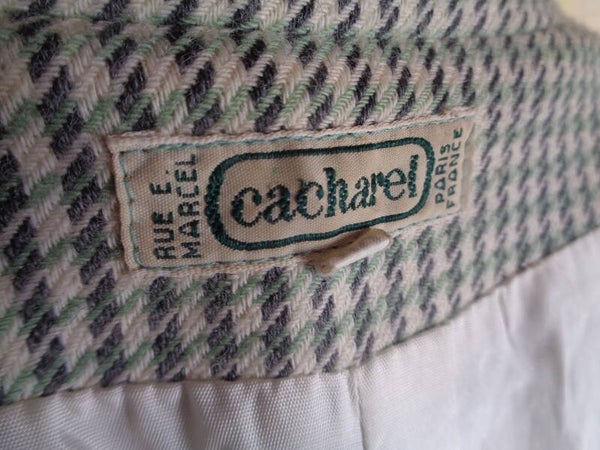 RUE E.
MARCEL
cacharel
PARIS
FRANCE